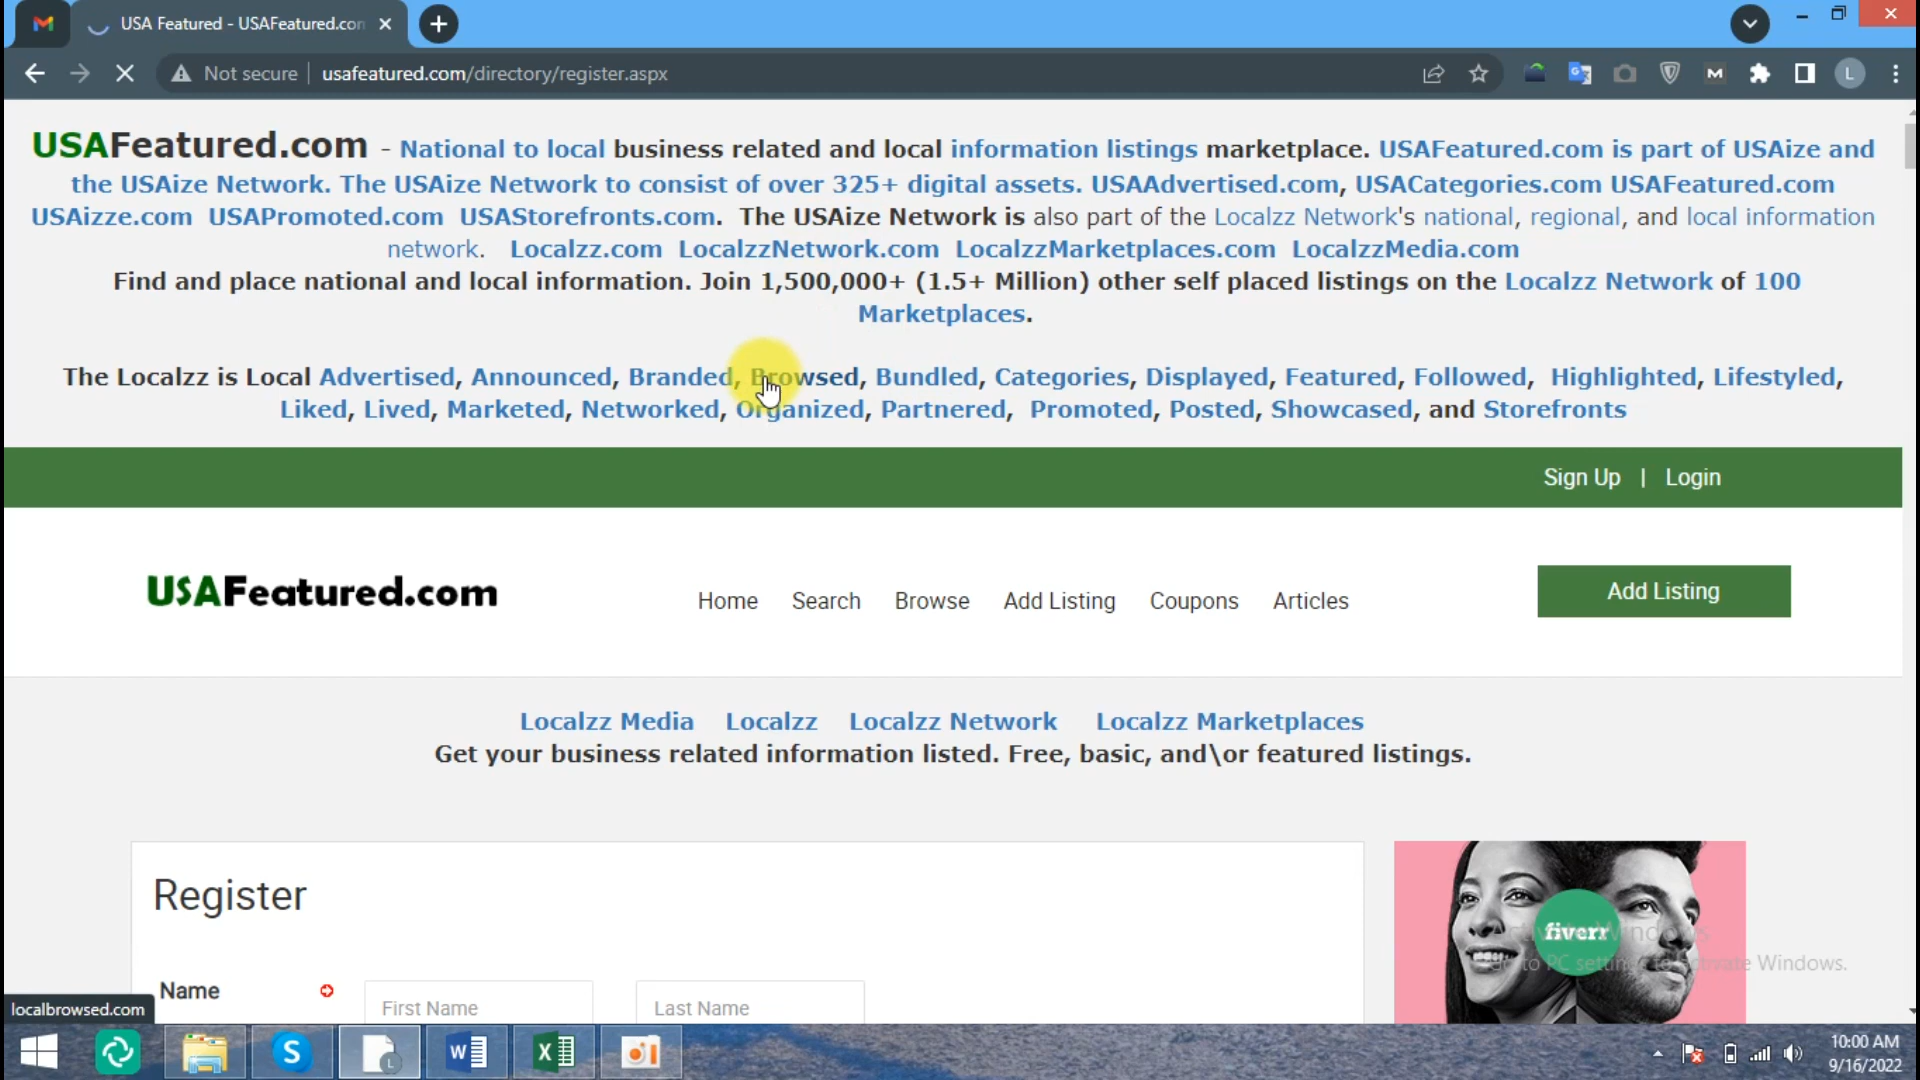 USA Featured - USAFeatured.con
Not secure
usafeatured.com/directory/register.aspx
L
USAFeatured.com - National to local business related and local information listings marketplace. USAFeatured.com is part of USAize and
the USAize Network. The USAize Network to consist of over 325+ digital assets. USAAdvertised.com, USACategories.com USAFeatured.com
USAizze.com USAPromoted.com USAStorefronts.com. The USAize Network is also part of the Localzz Network's national, regional, and local information
network. Localzz.com LocalzzNetwork.com LocalzzMarketplaces.com LocalzzMedia.com
Find and place national and local information. Join 1,500,000+ (1.5+ Million) other self placed listings on the Localzz Network of 100
Marketplaces.
The Localzz is Local Advertised, Announced, Branded, Browsed, Bundled, Categories, Displayed, Featured, Followed, Highlighted, Lifestyled,
Liked, Lived, Marketed, Networked, Organized, Partnered, Promoted, Posted, Showcased, and Storefronts
Sign Up | Login
USAFeatured.com
Home Search Browse Add Listing Coupons Articles
Add Listing
Localzz Media Localzz Localzz Network Localzz Marketplaces
Get your business related information listed. Free, basic, and\or featured listings.
Register
Name
First Name
Last Name
fiverr
Windows.
localbrowsed.com
10:00 AM
9/16/2022